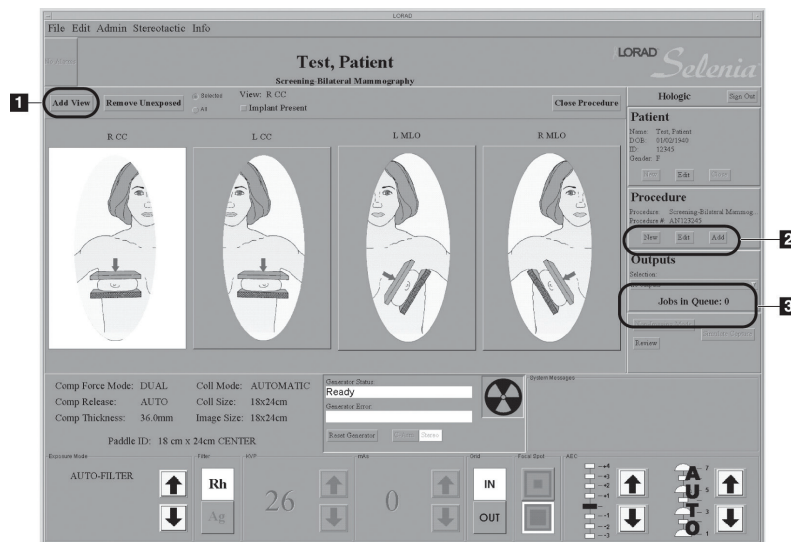 LORAD
File Edit Admin Stereotactic Info
Test, Patient
Screening-Bilateral Mammography
LORAD
Selenia
1
Add View
Remove Unexposed
Selected
All
View: R CC
Implant Present
Close Procedure
Hologic
Sign Out
R CC
L CC
L MLO
R MLO
Patient
Name: Test, Patient
DOB: 01/02/1940
ID: 12345
Gender: F
New Edit Close
Procedure
Procedure: Screening-Bilateral Mammog...
Procedure #: AN123245
New Edit Add
2
Outputs
Selection:
Jobs in Queue: 0
3
Review
Comp Force Mode: DUAL
Comp Release: AUTO
Comp Thickness: 36.0mm
Coll Mode: AUTOMATIC
Coll Size: 18x24cm
Image Size: 18x24cm
Paddle ID: 18 cm x 24cm CENTER
Generator Status:
Ready
Generator Error:
Reset Generator
Stereo
System Messages
Exposure Mode
AUTO-FILTER
Filter
Rh
Ag
kVP
26
mAs
0
Grid
IN
OUT
Focal Spot
AEC
+4
+3
+2
+1
-1
-2
-3
AUTO
7
5
3
1